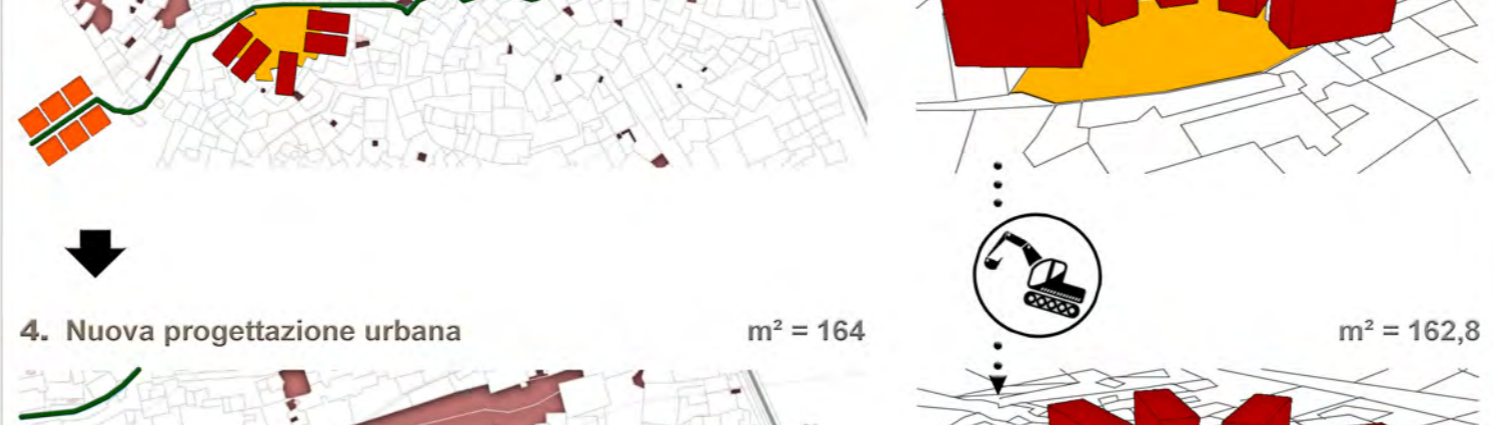 4. Nuova progettazione urbana m² = 164 m² = 162,8